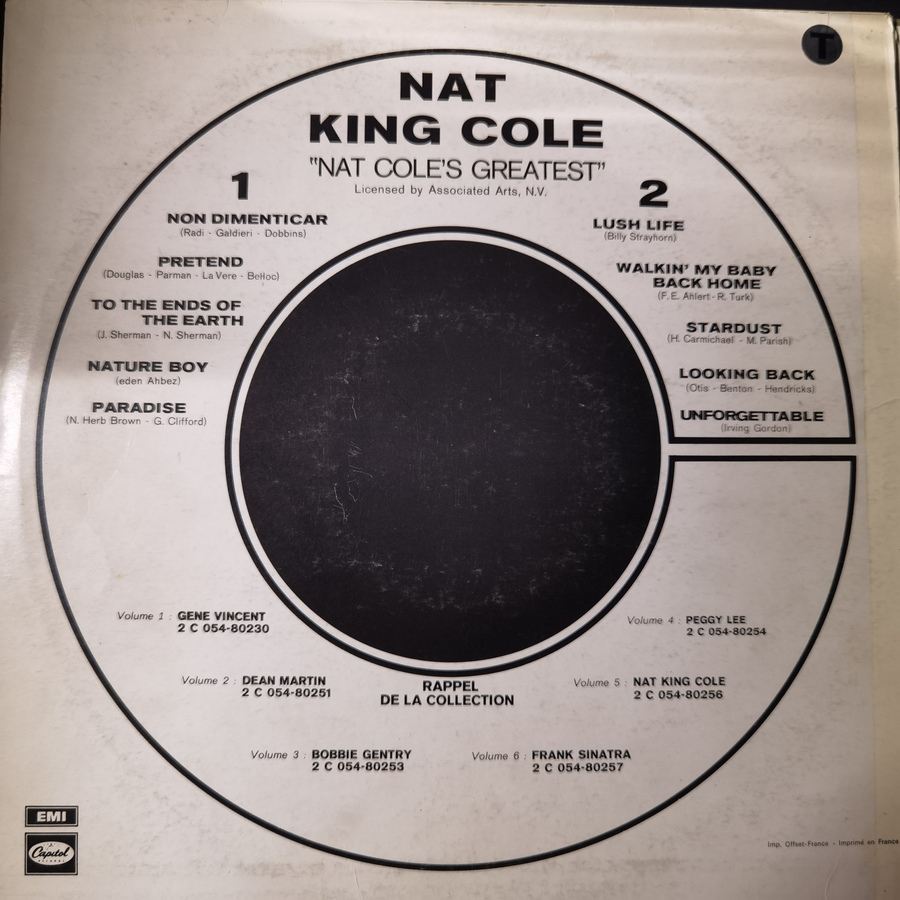 T
NAT
KING COLE
"NAT COLE'S GREATEST"
Licensed by Associated Arts, N.V.
1
NON DIMENTICAR
(Radi - Galdieri - Dobbins)
PRETEND
(Douglas - Parman - La Vere - Belloc)
TO THE ENDS OF
THE EARTH
(J. Sherman - N. Sherman)
NATURE BOY
(eden Ahbez)
PARADISE
(N. Herb Brown - G. Clifford)
2
LUSH LIFE
(Billy Strayhorn)
WALKIN' MY BABY
BACK HOME
(F. E. Ahlert - R. Turk)
STARDUST
(H. Carmichael - M. Parish)
LOOKING BACK
(Otis - Benton - Hendricks)
UNFORGETTABLE
(Irving Gordon)
Volume 1 : GENE VINCENT
2 C 054-80230
Volume 2 : DEAN MARTIN
2 C 054-80251
Volume 3 : BOBBIE GENTRY
2 C 054-80253
RAPPEL
DE LA COLLECTION
Volume 4 : PEGGY LEE
2 C 054-80254
Volume 5 : NAT KING COLE
2 C 054-80256
Volume 6 : FRANK SINATRA
2 C 054-80257
EMI
Capitol
Imp. Offset-France - Imprimé en France